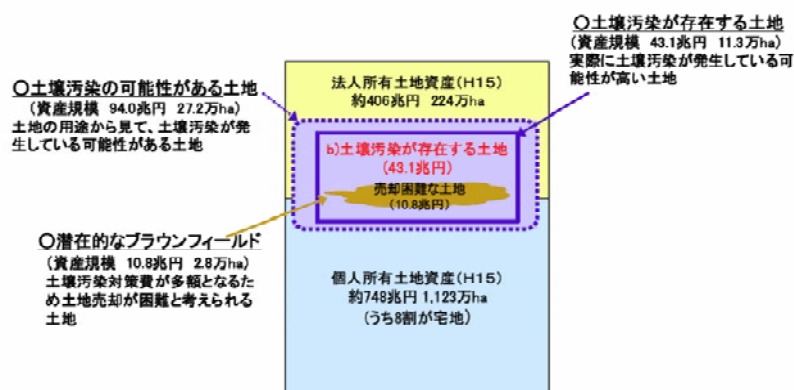 ○土壌汚染が存在する土地
(資産規模 43.1兆円 11.3万ha)
実際に土壌汚染が発生している可
能性が高い土地
○土壌汚染の可能性がある土地
(資産規模 94.0兆円 27.2万ha)
土地の用途から見て、土壌汚染が発
生している可能性がある土地
法人所有土地資産(H15)
約406兆円 224万ha
b)土壌汚染が存在する土地
(43.1兆円)
売却困難な土地
(10.8兆円)
○潜在的なブラウンフィールド
(資産規模 10.8兆円 2.8万ha)
土壌汚染対策費が多額となるた
め土地売却が困難と考えられる
土地
個人所有土地資産(H15)
約748兆円 1,123万ha
(うち8割が宅地)